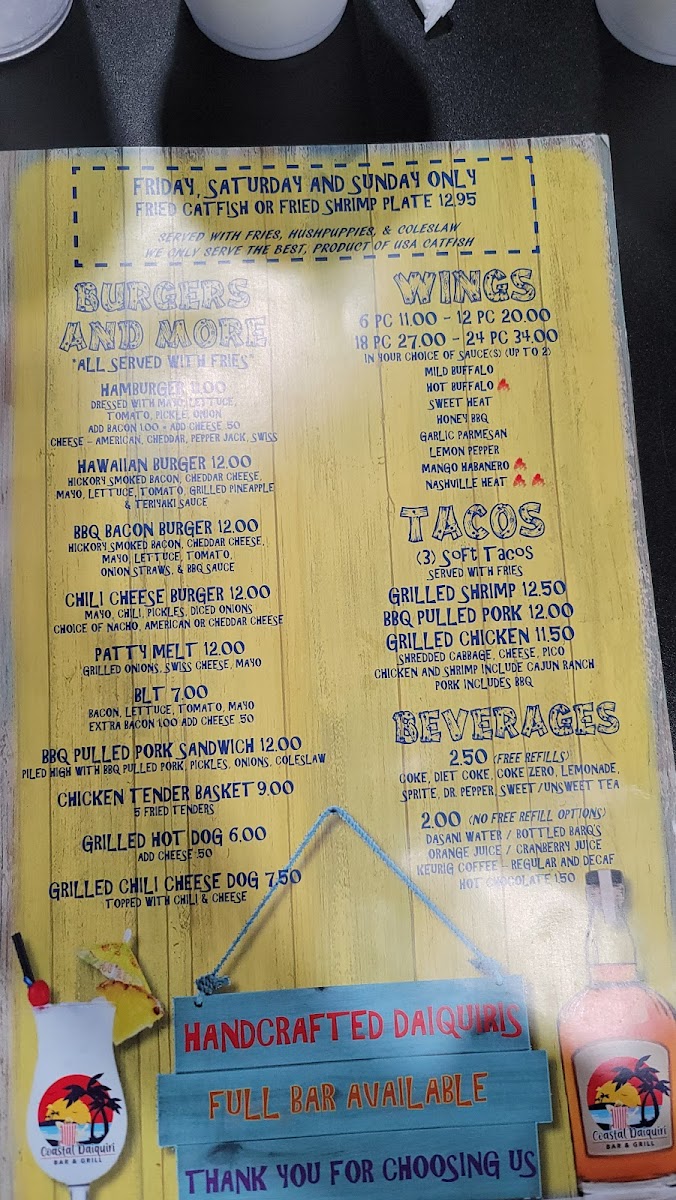 FRIDAY, SATURDAY AND SUNDAY ONLY
FRIED CATFISH OR FRIED SHRIMP PLATE 12.95
SERVED WITH FRIES, HUSHPUPPIES, & COLESLAW
WE ONLY SERVE THE BEST, PRODUCT OF USA CATFISH
BURGERS
AND MORE
"ALL SERVED WITH FRIES"
HAMBURGER 11.00
DRESSED WITH MAYO, LETTUCE,
TOMATO, PICKLE, ONION
ADD BACON 1.00 - ADD CHEESE .50
CHEESE - AMERICAN, CHEDDAR, PEPPER JACK, SWISS
HAWAIIAN BURGER 12.00
HICKORY SMOKED BACON, CHEDDAR CHEESE,
MAYO, LETTUCE, TOMATO, GRILLED PINEAPPLE
& TERIYAKI SAUCE
BBQ BACON BURGER 12.00
HICKORY SMOKED BACON, CHEDDAR CHEESE,
MAYO, LETTUCE, TOMATO,
ONION STRAWS, & BBQ SAUCE
CHILI CHEESE BURGER 12.00
MAYO, CHILI, PICKLES, DICED ONIONS
CHOICE OF NACHO, AMERICAN OR CHEDDAR CHEESE
PATTY MELT 12.00
GRILLED ONIONS, SWISS CHEESE, MAYO
BLT 7.00
BACON, LETTUCE, TOMATO, MAYO
EXTRA BACON 1.00 ADD CHEESE .50
BBQ PULLED PORK SANDWICH 12.00
PILED HIGH WITH BBQ PULLED PORK, PICKLES, ONIONS, COLESLAW
CHICKEN TENDER BASKET 9.00
5 FRIED TENDERS
GRILLED HOT DOG 6.00
ADD CHEESE .50
GRILLED CHILI CHEESE DOG 7.50
TOPPED WITH CHILI & CHEESE
WINGS
6 PC 11.00 - 12 PC 20.00
18 PC 27.00 - 24 PC 34.00
IN YOUR CHOICE OF SAUCE(S) (UP TO 2)
MILD BUFFALO
HOT BUFFALO
SWEET HEAT
HONEY BBQ
GARLIC PARMESAN
LEMON PEPPER
MANGO HABANERO
NASHVILLE HEAT
TACOS
(3) Soft Tacos
SERVED WITH FRIES
GRILLED SHRIMP 12.50
BBQ PULLED PORK 12.00
GRILLED CHICKEN 11.50
SHREDDED CABBAGE, CHEESE, PICO
CHICKEN AND SHRIMP INCLUDE CAJUN RANCH
PORK INCLUDES BBQ
BEVERAGES
2.50 (FREE REFILLS)
COKE, DIET COKE, COKE ZERO, LEMONADE,
SPRITE, DR. PEPPER, SWEET/UNSWEET TEA
2.00 (NO FREE REFILL OPTIONS)
DASANI WATER / BOTTLED BARQ'S
ORANGE JUICE / CRANBERRY JUICE
KEURIG COFFEE - REGULAR AND DECAF
HOT CHOCOLATE 1.50
HANDCRAFTED DAIQUIRIS
FULL BAR AVAILABLE
THANK YOU FOR CHOOSING US
Coastal Daiquiri
BAR & GRILL
Coastal Daiquiri
BAR & GRILL